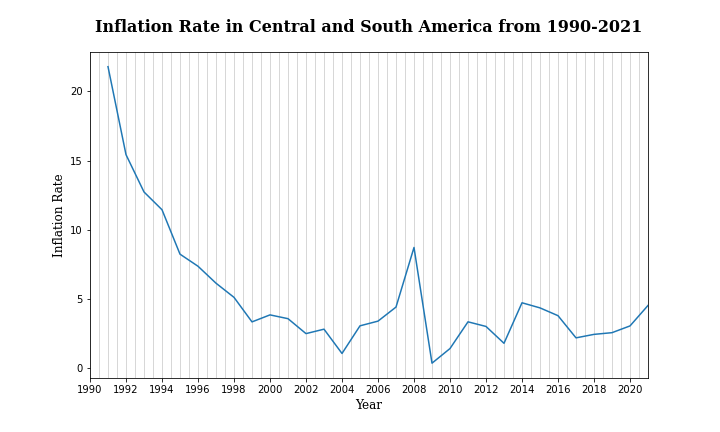 Inflation Rate in Central and South America from 1990-2021
20
15
10
5
0
Inflation Rate
1990 1992 1994 1996 1998 2000 2002 2004 2006 2008 2010 2012 2014 2016 2018 2020
Year